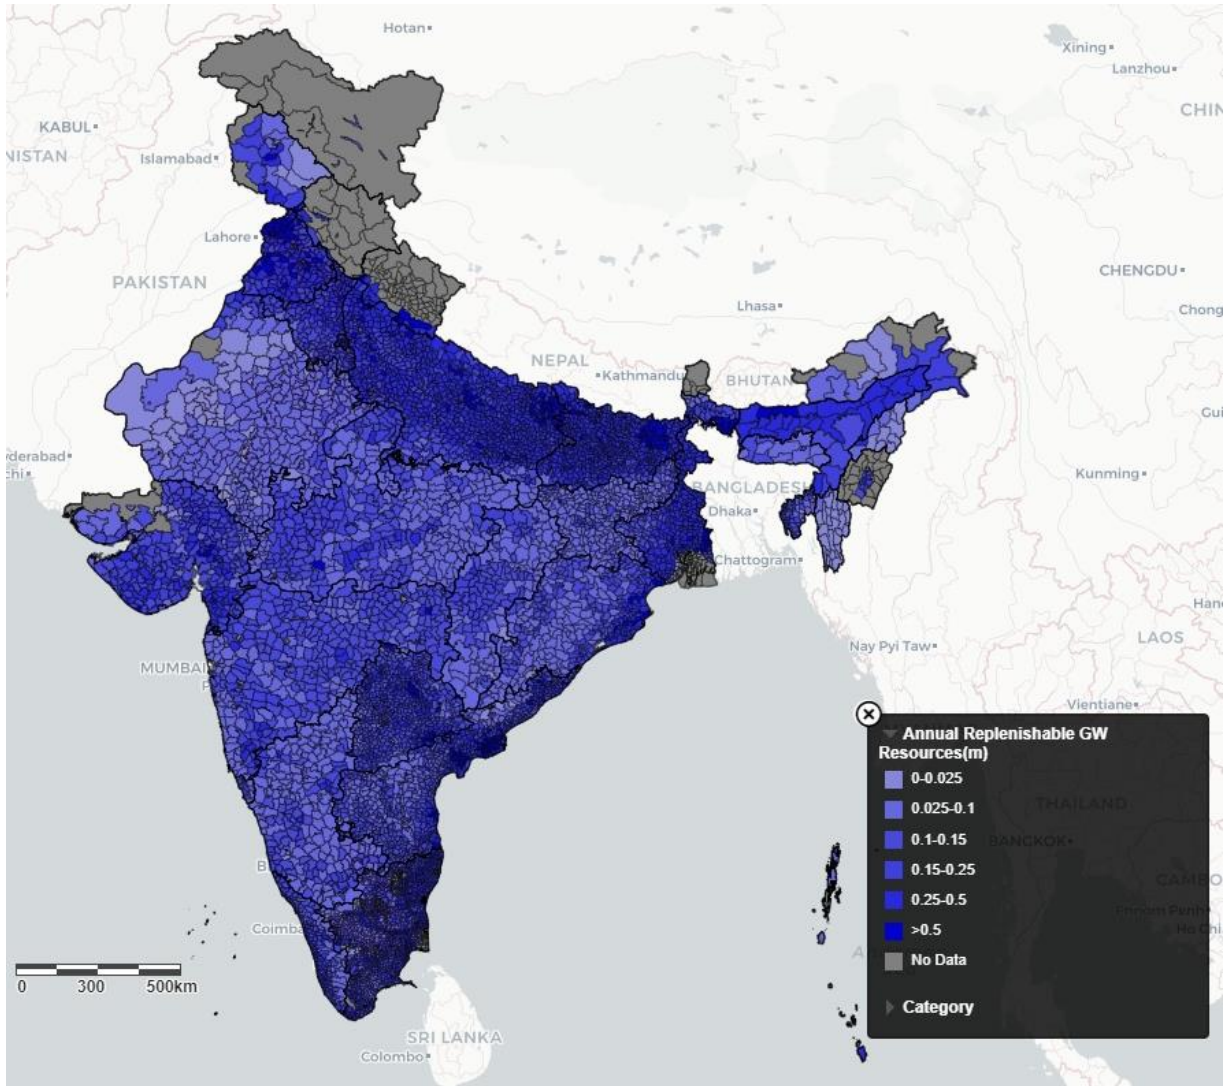 Hotan
Xining
Lanzhou
CHIN
KABUL
NISTAN
Islamabad
Lahore
PAKISTAN
CHENGDU
Lhasa
Chong
NEPAL
Kathmandu
BHUTAN
Gui
yderabad
chi
Kunming
BANGLADESH
Dhaka
Chattogram
Han
LAOS
Nay Pyi Taw
MUMBAI
P
Vientiane
Annual Replenishable GW
Resources(m)
0-0.025
0.025-0.1
THAILAND
0.1-0.15
BANGKOK
B
0.15-0.25
CAMBO
0.25-0.5
Phnom Penh
Coimba
>0.5
Ho Chi
No Data
0 300 500km
Category
SRI LANKA
Colombo